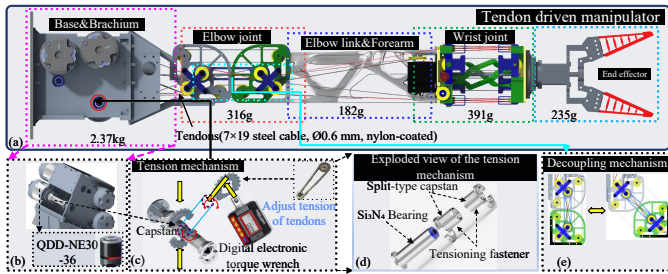 Tendon driven manipulator
Base&Brachium
Elbow joint
Elbow link&Forearm
Wrist joint
End effector
316g
182g
391g
235g
(a)
2.37kg
Tendons(7×19 steel cable, Ø0.6 mm, nylon-coated)
Tension mechanism
Exploded view of the tension
mechanism
Decoupling mechanism
Split-type capstan
Adjust tension
of tendons
Capstan
SiN4 Bearing
QDD-NE30
-36
Digital electronic
torque wrench
Tensioning fastener
(b)
(c)
(d)
(e)